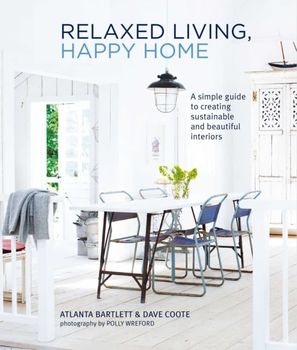 RELAXED LIVING,
HAPPY HOME
A simple guide to
creating
sustainable
and beautiful
interiors
ATLANTA BARTLETT & DAVE COOTE
photography by POLLY WREFORD